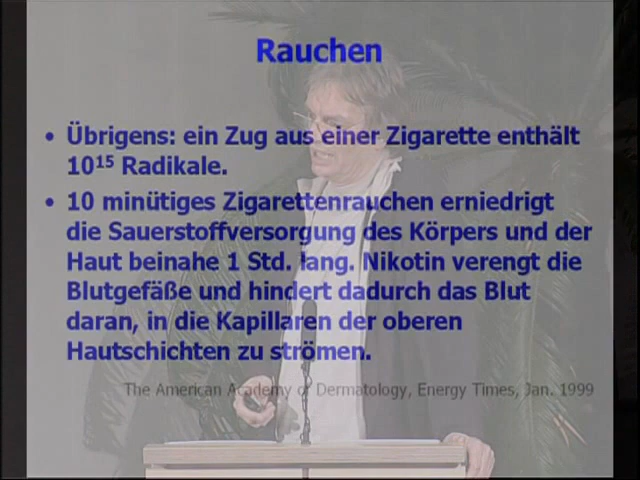 Rauchen
• Übrigens: ein Zug aus einer Zigarette enthält
10¹⁵ Radikale.
• 10 minütiges Zigarettenrauchen erniedrigt
die Sauerstoffversorgung des Körpers und der
Haut beinahe 1 Std. lang. Nikotin verengt die
Blutgefäße und hindert dadurch das Blut
daran, in die Kapillaren der oberen
Hautschichten zu strömen.
The American Academy of Dermatology, Energy Times, Jan. 1999